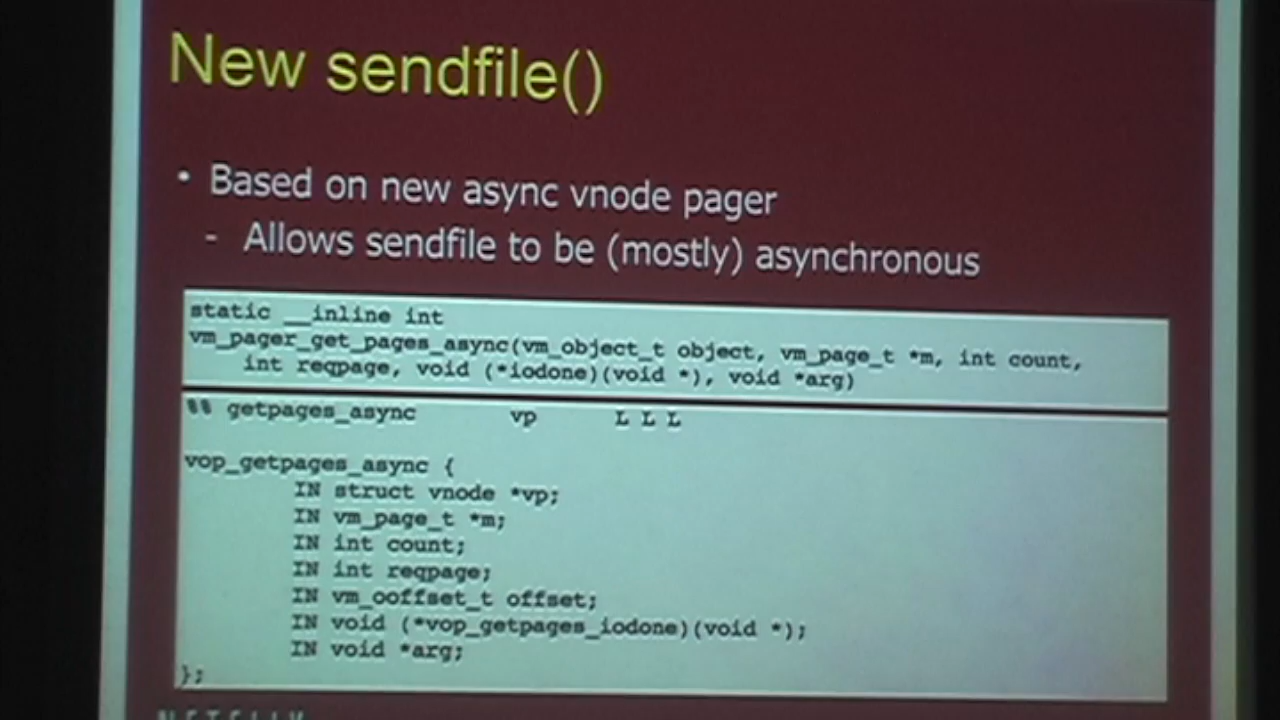 New sendfile()
• Based on new async vnode pager
- Allows sendfile to be (mostly) asynchronous
static __inline int
vm_pager_get_pages_async(vm_object_t object, vm_page_t *m, int count,
int reqpage, void (*iodone)(void *), void *arg)
%% getpages_async vp L L L
vop_getpages_async {
IN struct vnode *vp;
IN vm_page_t *m;
IN int count;
IN int reqpage;
IN vm_ooffset_t offset;
IN void (*vop_getpages_iodone)(void *);
IN void *arg;
};
NETFLIX